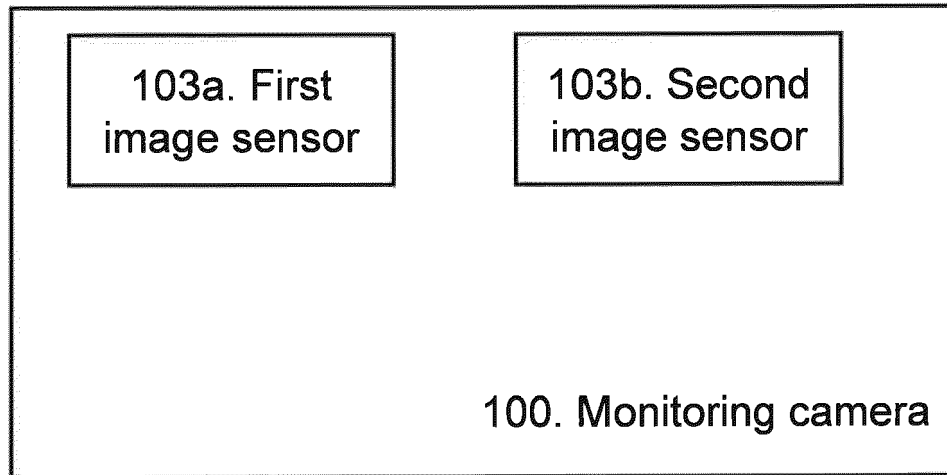 103a. First
image sensor
103b. Second
image sensor
100. Monitoring camera